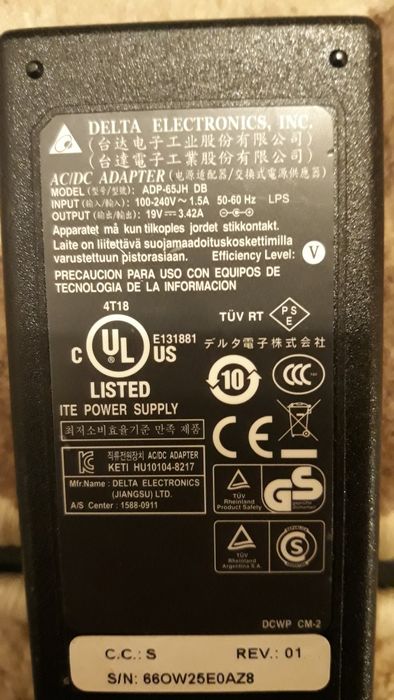 DELTA ELECTRONICS, INC.
(台达电子工业股份有限公司)
(台達電子工業股份有限公司)
AC/DC ADAPTER (电源适配器/交換式電源供應器)
MODEL (型号/型號): ADP-65JH DB
INPUT (输入/輸入): 100-240V~1.5A 50-60 Hz LPS
OUTPUT (输出/輸出): 19V⎓3.42A
Apparatet må kun tilkoples jordet stikkontakt.
Laite on liitettävä suojamaadoituskoskettimilla
varustettuun pistorasiaan. Efficiency Level: V
PRECAUCION PARA USO CON EQUIPOS DE
TECNOLOGIA DE LA INFORMACION
4T18
C UL US
E131881
LISTED
ITE POWER SUPPLY
TÜV RT
PS
E
デルタ電子株式会社
10
CCC
최저소비효율기준 만족 제품
CE
직류전원장치 AC/DC ADAPTER
KETI HU10104-8217
Mfr.Name : DELTA ELECTRONICS
(JIANGSU) LTD.
A/S Center : 1588-0911
TÜV
Rheinland
Product Safety
GS
TÜV
Rheinland
Argentina S.A.
S
DCWP CM-2
C.C.: S REV.: 01
S/N: 66OW25E0AZ8